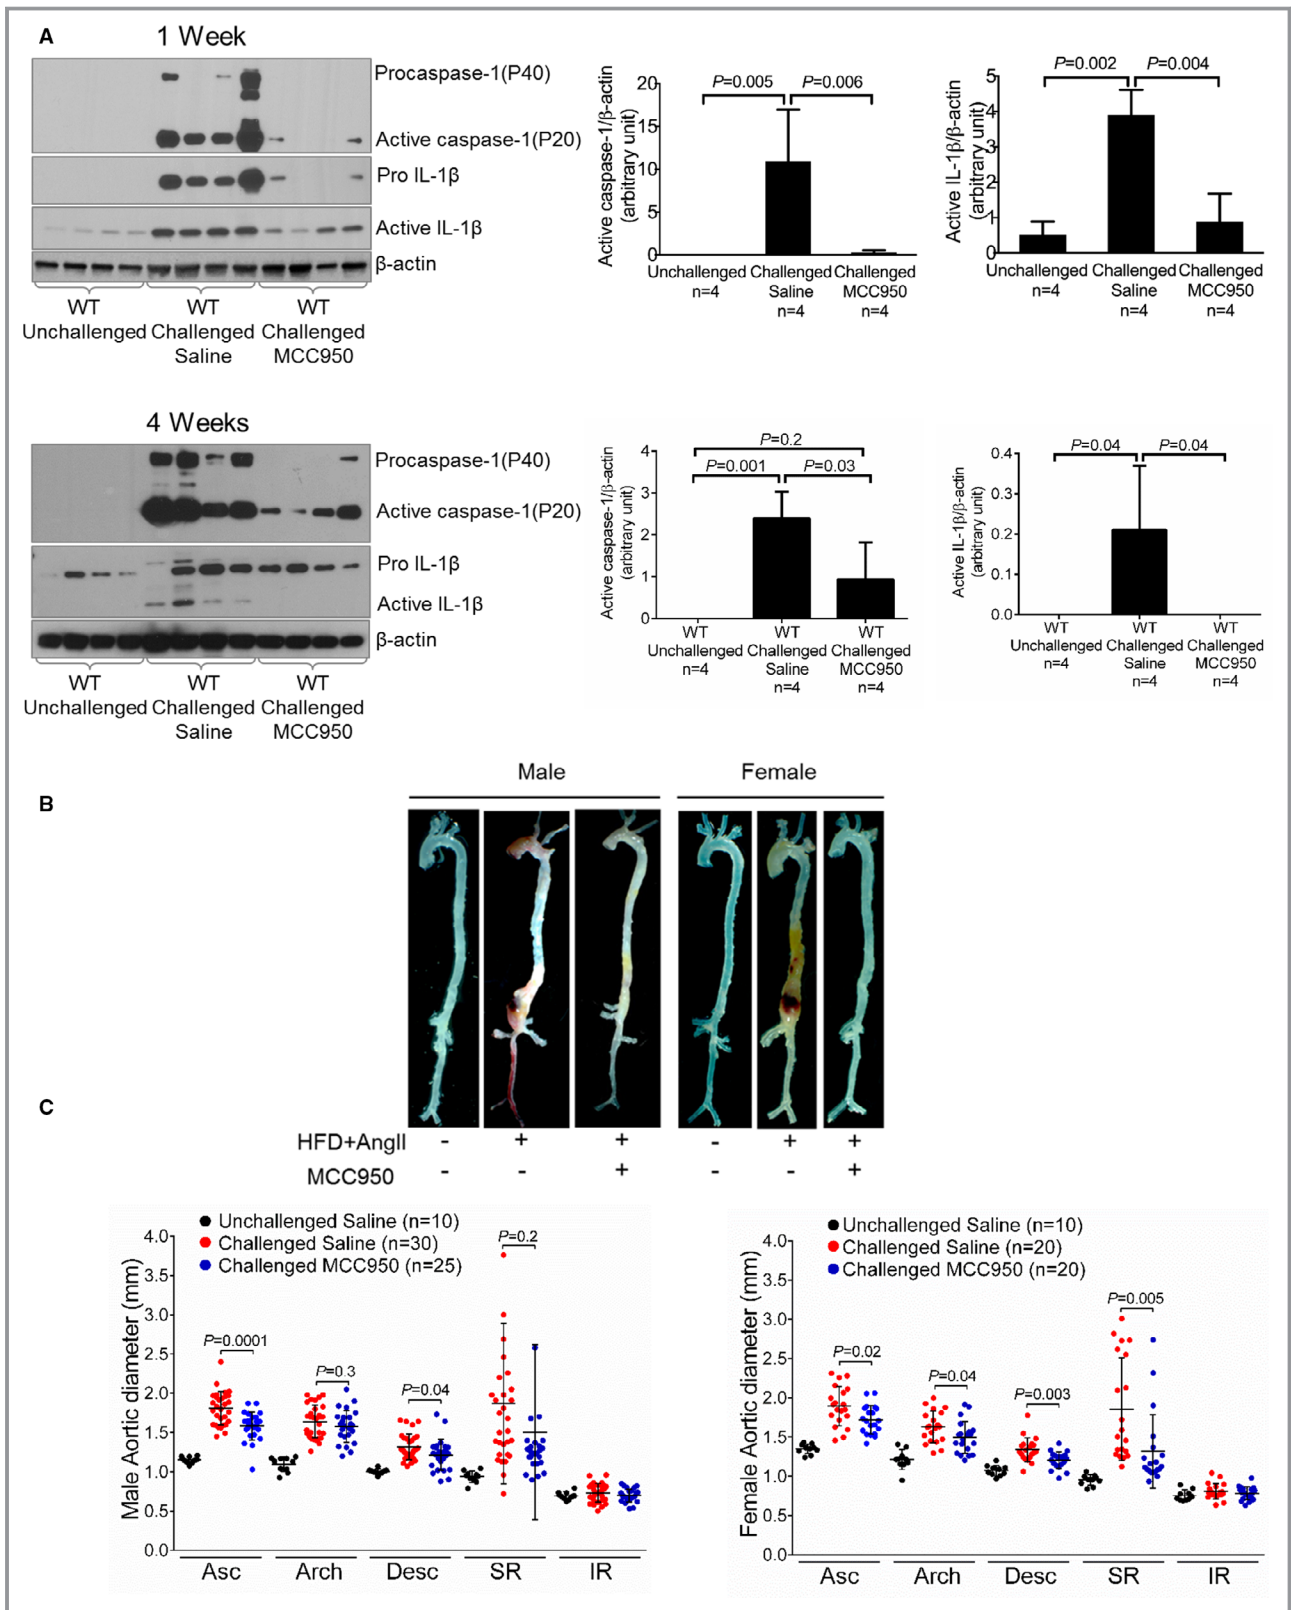 A
1 Week
Procaspase-1(P40)
Active caspase-1(P20)
Pro IL-1β
Active IL-1β
β-actin
WT
Unchallenged
WT
Challenged
Saline
WT
Challenged
MCC950
Active caspase-1/β-actin
(arbitrary unit)
20
15
10
5
0
P=0.005
P=0.006
Unchallenged
n=4
Challenged
Saline
n=4
Challenged
MCC950
n=4
Active IL-1β/β-actin
(arbitrary unit)
5
4
3
2
1
0
P=0.002
P=0.004
Unchallenged
n=4
Challenged
Saline
n=4
Challenged
MCC950
n=4
4 Weeks
Procaspase-1(P40)
Active caspase-1(P20)
Pro IL-1β
Active IL-1β
β-actin
WT
Unchallenged
WT
Challenged
Saline
WT
Challenged
MCC950
Active caspase-1/β-actin
(arbitrary unit)
4
3
2
1
0
P=0.2
P=0.001
P=0.03
WT
Unchallenged
n=4
WT
Challenged
Saline
n=4
WT
Challenged
MCC950
n=4
Active IL-1β/β-actin
(arbitrary unit)
0.4
0.3
0.2
0.1
0.0
P=0.04
P=0.04
WT
Unchallenged
n=4
WT
Challenged
Saline
n=4
WT
Challenged
MCC950
n=4
B
Male
Female
HFD+AngII - + + - + +
MCC950 - - + - - +
C
Unchallenged Saline (n=10)
Challenged Saline (n=30)
Challenged MCC950 (n=25)
Male Aortic diameter (mm)
4.0
3.5
3.0
2.5
2.0
1.5
1.0
0.5
0.0
P=0.0001
P=0.3
P=0.04
P=0.2
Asc Arch Desc SR IR
Unchallenged Saline (n=10)
Challenged Saline (n=20)
Challenged MCC950 (n=20)
Female Aortic diameter (mm)
4.0
3.5
3.0
2.5
2.0
1.5
1.0
0.5
0.0
P=0.02
P=0.04
P=0.003
P=0.005
Asc Arch Desc SR IR